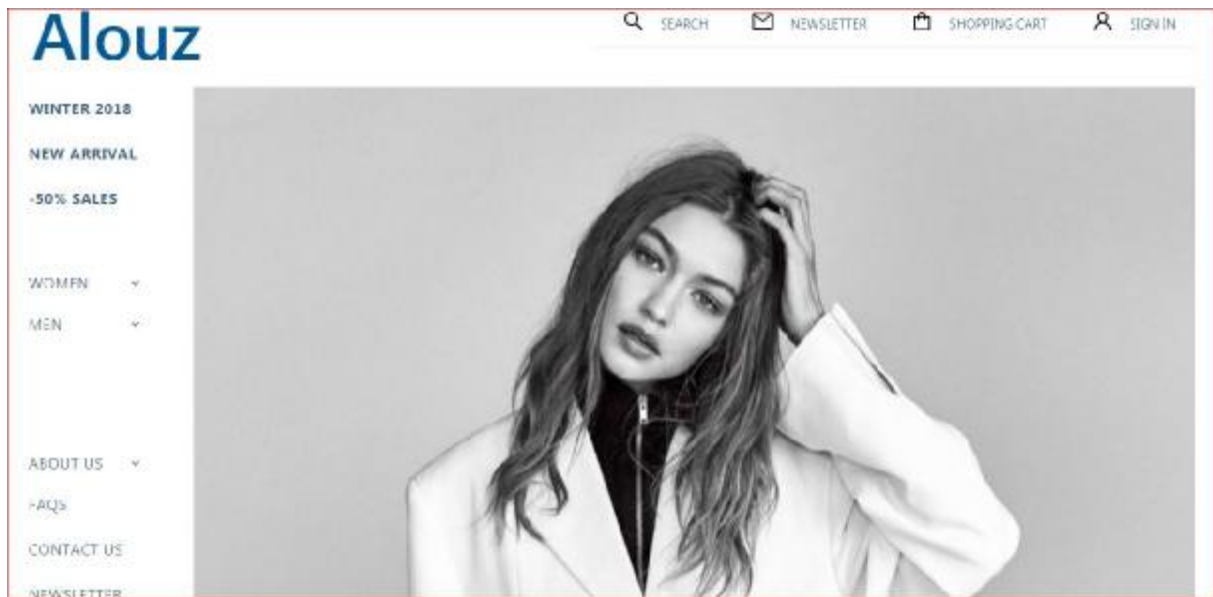 Alouz
SEARCH NEWSLETTER SHOPPING CART SIGN IN
WINTER 2018
NEW ARRIVAL
-50% SALES
WOMEN
MEN
ABOUT US
FAQS
CONTACT US
NEWSLETTER